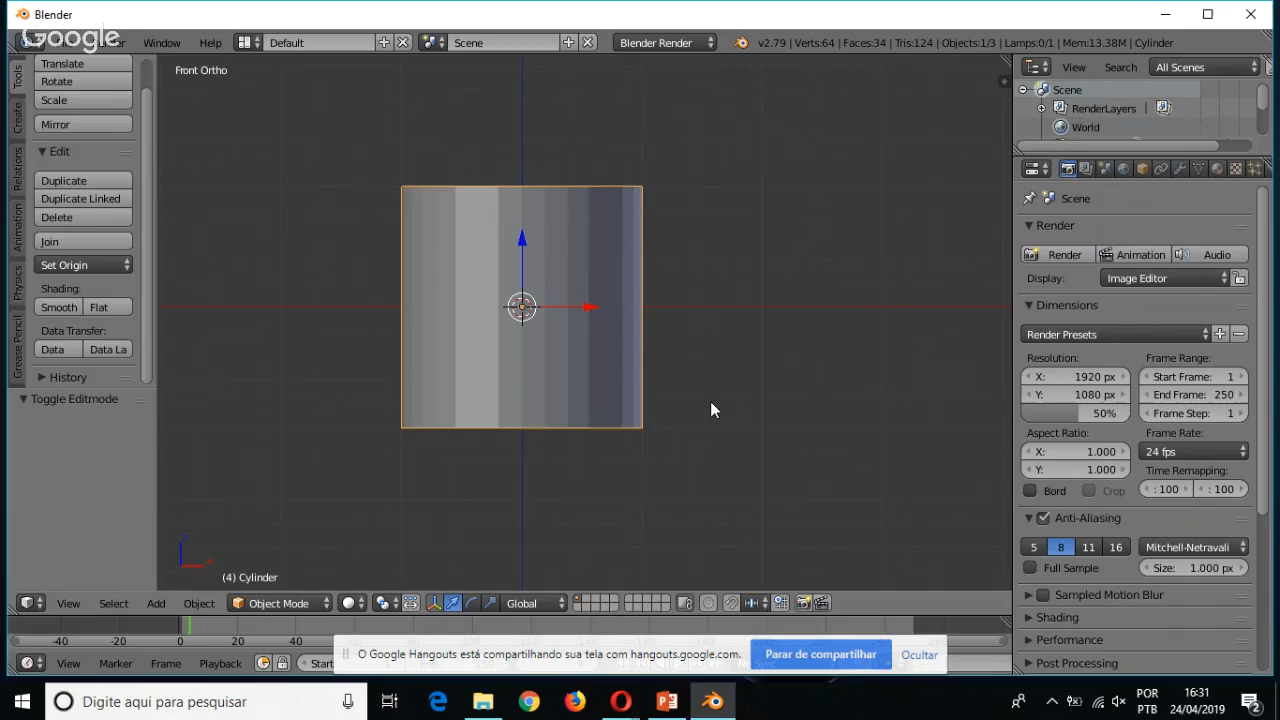 Blender
Google
Window Help Default Scene Blender Render v2.79 | Verts:64 | Faces:34 | Tris:124 | Objects:1/3 | Lamps:0/1 | Mem:13.38M | Cylinder
Translate
Rotate
Scale
Mirror
Edit
Duplicate
Duplicate Linked
Delete
Join
Set Origin
Shading:
Smooth Flat
Data Transfer:
Data Data La
History
Toggle Editmode
Tools
Create
Relations
Animation
Physics
Grease Pencil
Front Ortho
(4) Cylinder
View Select Add Object Object Mode Global
-40 -20 0 20 40
View Marker Frame Playback Start
View Search All Scenes
Scene
RenderLayers
World
Scene
Render
Render Animation Audio
Display: Image Editor
Dimensions
Render Presets
Resolution: Frame Range:
X: 1920 px Start Frame: 1
Y: 1080 px End Frame: 250
50% Frame Step: 1
Aspect Ratio: Frame Rate:
X: 1.000 24 fps
Y: 1.000 Time Remapping:
Bord Crop : 100 : 100
Anti-Aliasing
5 8 11 16 Mitchell-Netravali
Full Sample Size: 1.000 px
Sampled Motion Blur
Shading
Performance
Post Processing
O Google Hangouts está compartilhando sua tela com hangouts.google.com. Parar de compartilhar Ocultar
Digite aqui para pesquisar
POR
PTB
16:31
24/04/2019
2